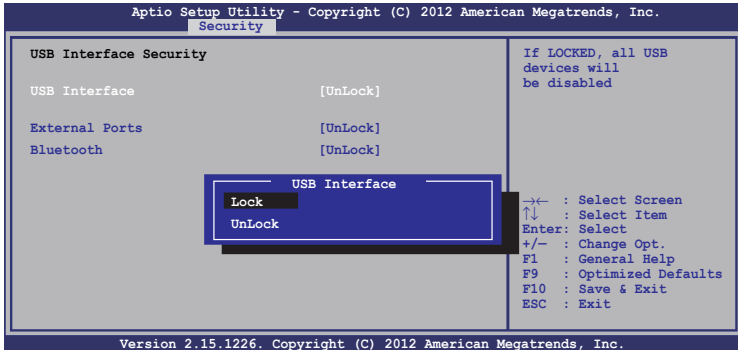 Aptio Setup Utility - Copyright (C) 2012 American Megatrends, Inc.
Security
USB Interface Security
USB Interface [UnLock]
External Ports [UnLock]
Bluetooth [UnLock]
USB Interface
Lock
UnLock
If LOCKED, all USB
devices will
be disabled
→← : Select Screen
↑↓ : Select Item
Enter: Select
+/— : Change Opt.
F1 : General Help
F9 : Optimized Defaults
F10 : Save & Exit
ESC : Exit
Version 2.15.1226. Copyright (C) 2012 American Megatrends, Inc.